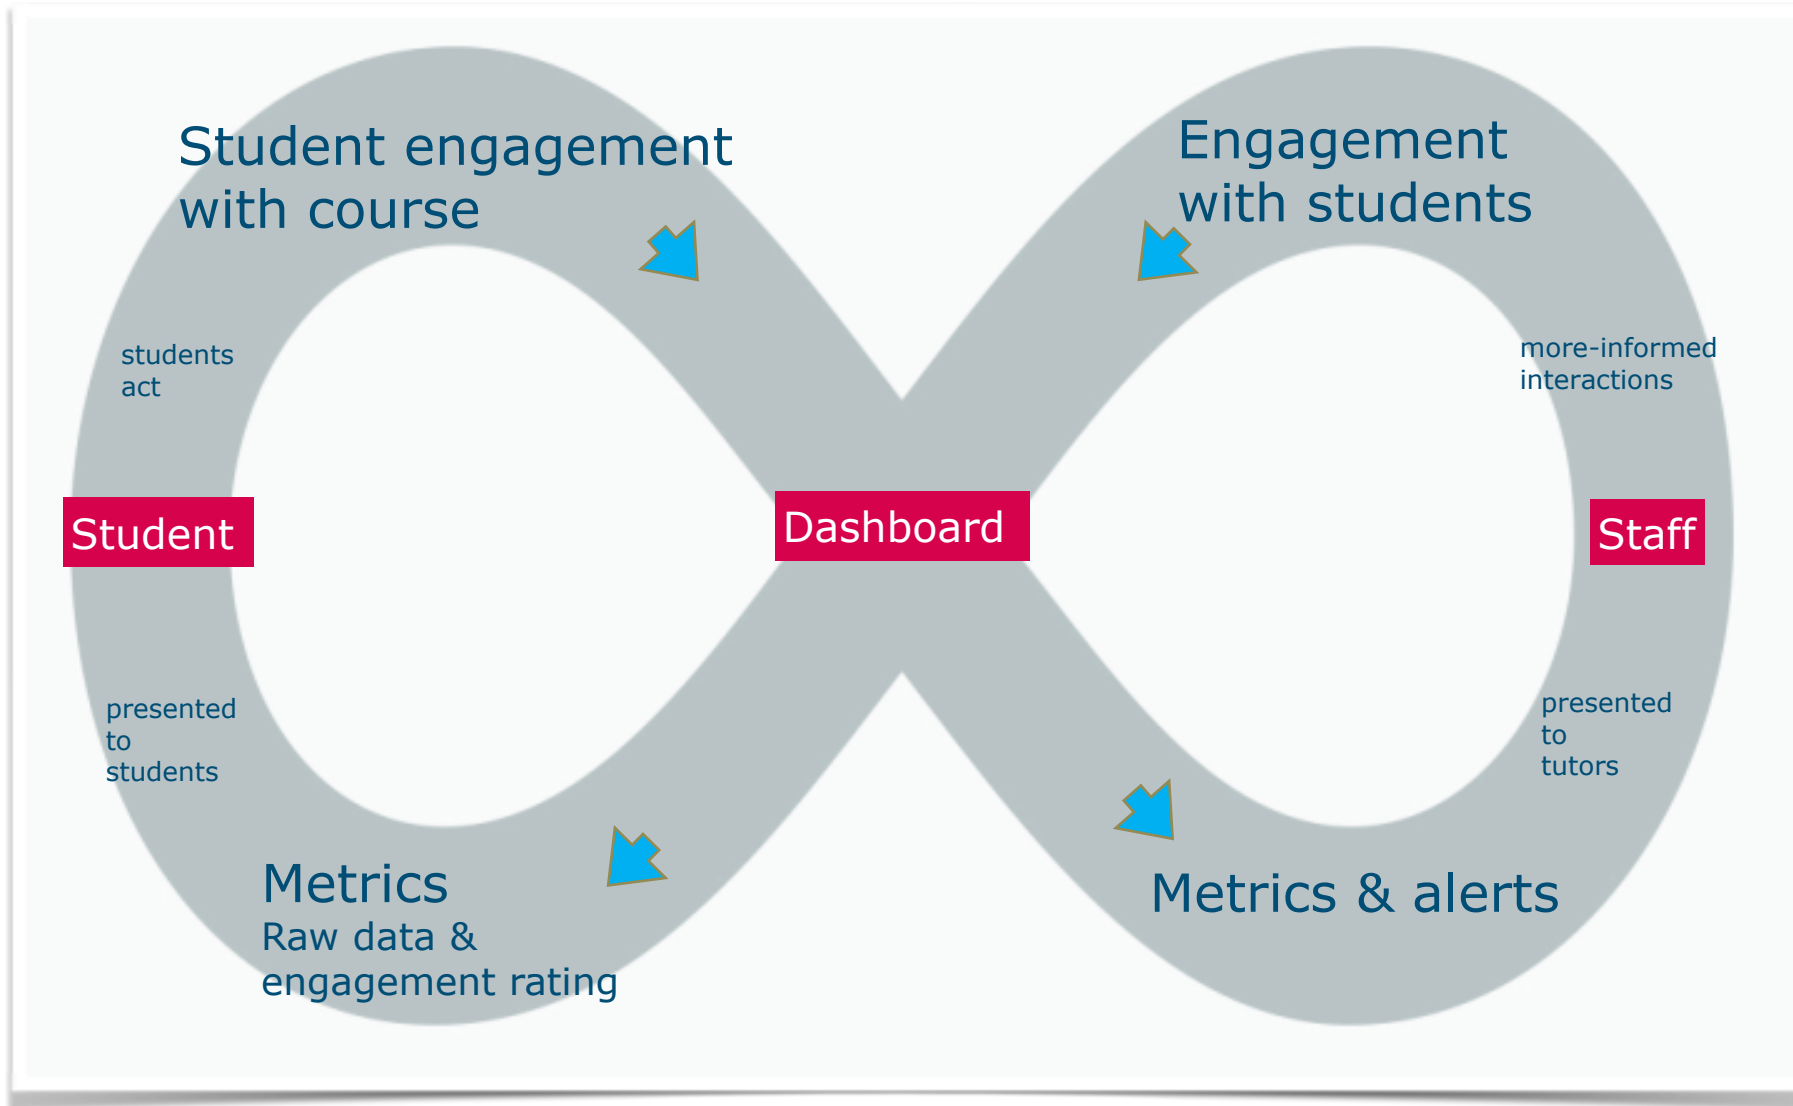 Student engagement
with course
Engagement
with students
students
act
more-informed
interactions
Student
Dashboard
Staff
presented
to
students
presented
to
tutors
Metrics
Raw data &
engagement rating
Metrics & alerts